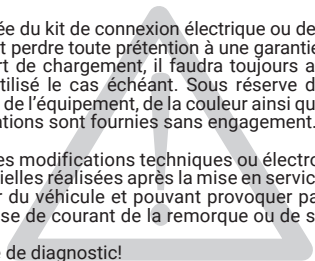 ée du kit de connexion électrique ou de
t perdre toute prétention à une garantie
rt de chargement, il faudra toujours a
utilisé le cas échéant. Sous réserve d
de l'équipement, de la couleur ainsi qu
ations sont fournies sans engagement.
es modifications techniques ou électro
ielles réalisées après la mise en servic
r du véhicule et pouvant provoquer pa
se de courant de la remorque ou de s
de diagnostic!